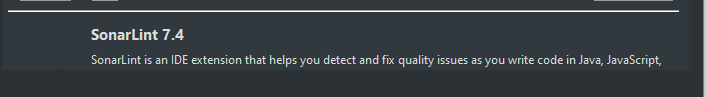 SonarLint 7.4
SonarLint is an IDE extension that helps you detect and fix quality issues as you write code in Java, JavaScript,